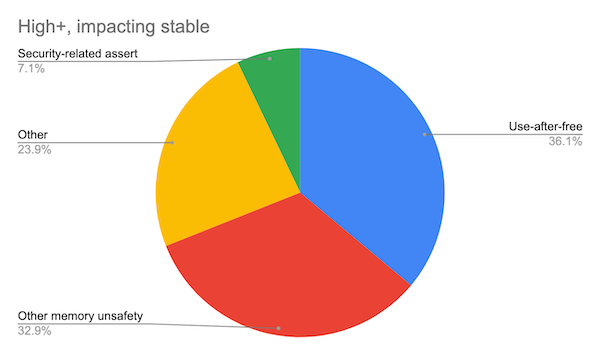 High+, impacting stable
Security-related assert
7.1%
Use-after-free
36.1%
Other
23.9%
Other memory unsafety
32.9%